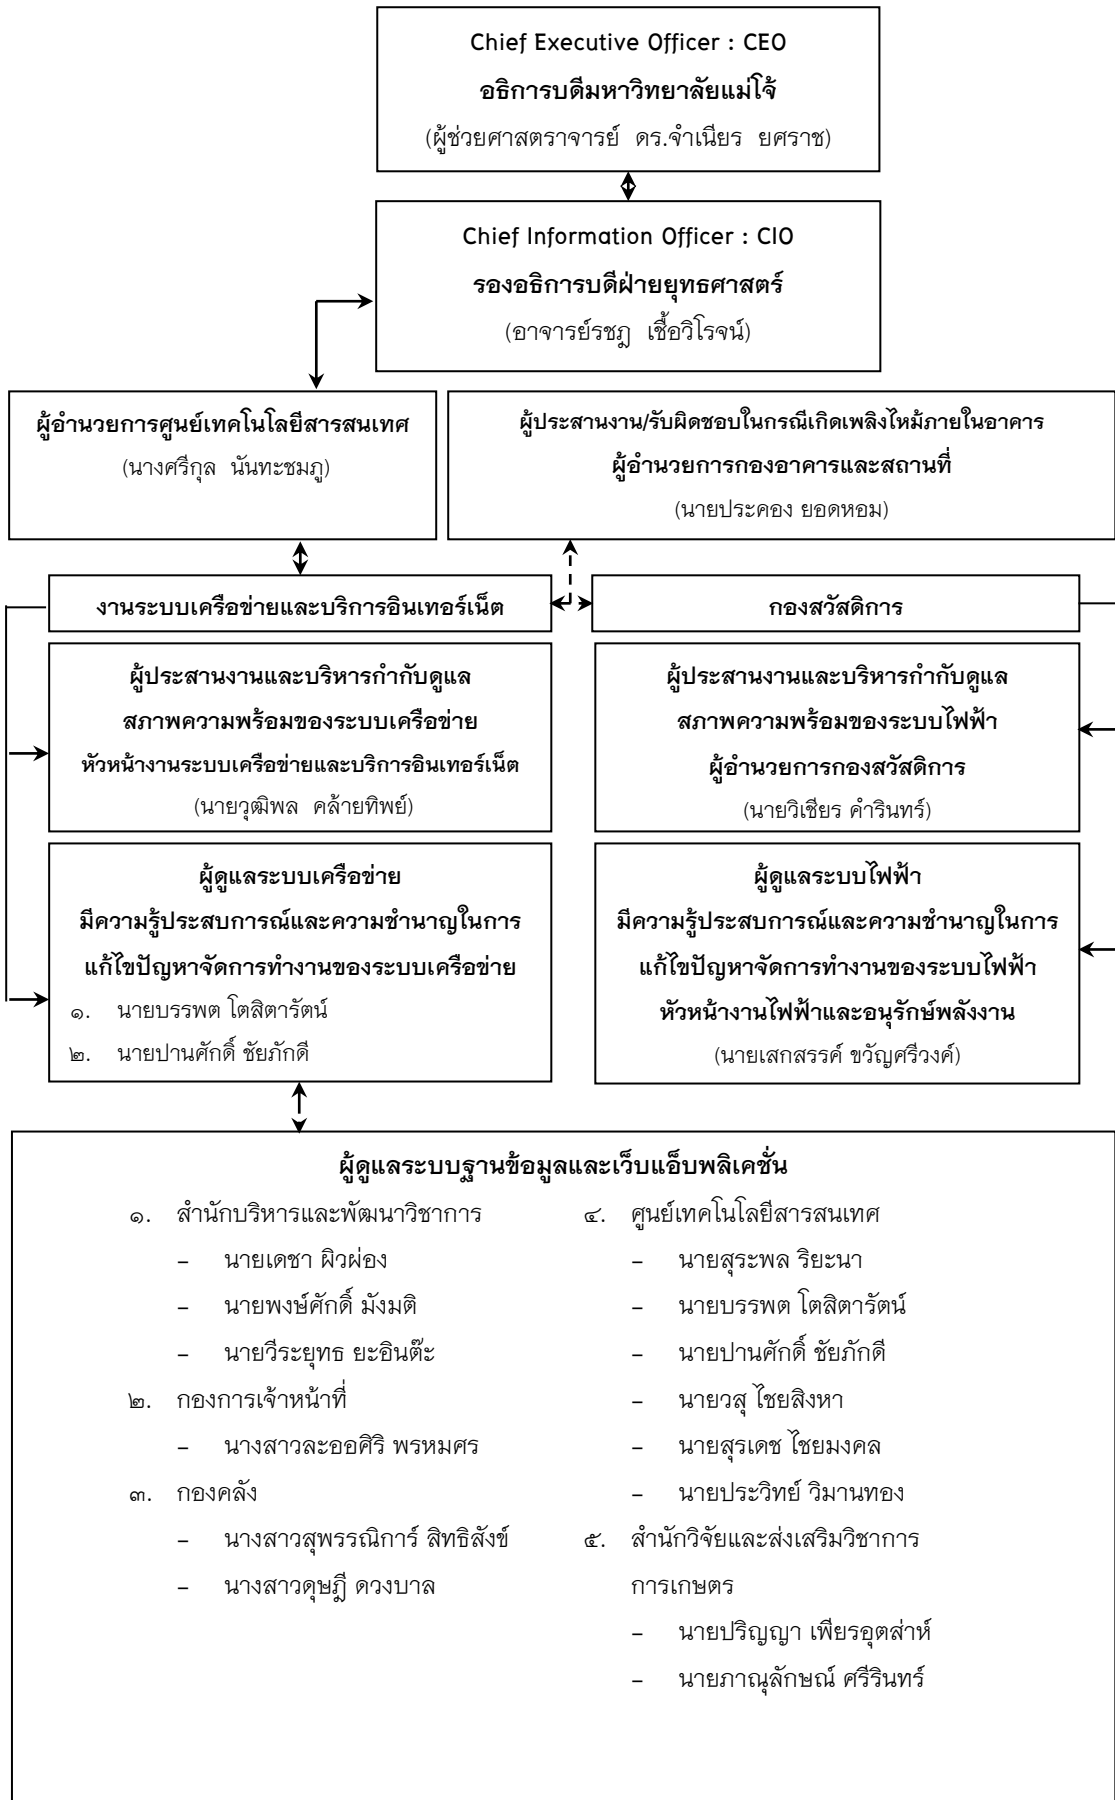 Chief Executive Officer : CEO
อธิการบดีมหาวิทยาลัยแม่โจ้
(ผู้ช่วยศาสตราจารย์ ดร.จำเนียร ยศราช)
Chief Information Officer : CIO
รองอธิการบดีฝ่ายยุทธศาสตร์
(อาจารย์รชฎ เชื้อวิโรจน์)
ผู้อำนวยการศูนย์เทคโนโลยีสารสนเทศ
(นางศรีกุล นันทะชมภู)
ผู้ประสานงาน/รับผิดชอบในกรณีเกิดเพลิงไหม้ภายในอาคาร
ผู้อำนวยการกองอาคารและสถานที่
(นายประคอง ยอดหอม)
งานระบบเครือข่ายและบริการอินเทอร์เน็ต
กองสวัสดิการ
ผู้ประสานงานและบริหารกำกับดูแล
สภาพความพร้อมของระบบเครือข่าย
หัวหน้างานระบบเครือข่ายและบริการอินเทอร์เน็ต
(นายวุฒิพล คล้ายทิพย์)
ผู้ประสานงานและบริหารกำกับดูแล
สภาพความพร้อมของระบบไฟฟ้า
ผู้อำนวยการกองสวัสดิการ
(นายวิเชียร คำรินทร์)
ผู้ดูแลระบบเครือข่าย
มีความรู้ประสบการณ์และความชำนาญในการ
แก้ไขปัญหาจัดการทำงานของระบบเครือข่าย
๑. นายบรรพต โตสิตารัตน์
๒. นายปานศักดิ์ ชัยภักดี
ผู้ดูแลระบบไฟฟ้า
มีความรู้ประสบการณ์และความชำนาญในการ
แก้ไขปัญหาจัดการทำงานของระบบไฟฟ้า
หัวหน้างานไฟฟ้าและอนุรักษ์พลังงาน
(นายเสกสรรค์ ขวัญศรีวงค์)
ผู้ดูแลระบบฐานข้อมูลและเว็บแอ็บพลิเคชั่น
๑. สำนักบริหารและพัฒนาวิชาการ
– นายเดชา ผิวผ่อง
– นายพงษ์ศักดิ์ มังมติ
– นายวีระยุทธ ยะอินต๊ะ
๒. กองการเจ้าหน้าที่
– นางสาวละออศิริ พรหมศร
๓. กองคลัง
– นางสาวสุพรรณิการ์ สิทธิสังข์
– นางสาวดุษฎี ดวงบาล
๔. ศูนย์เทคโนโลยีสารสนเทศ
– นายสุระพล ริยะนา
– นายบรรพต โตสิตารัตน์
– นายปานศักดิ์ ชัยภักดี
– นายวสุ ไชยสิงหา
– นายสุรเดช ไชยมงคล
– นายประวิทย์ วิมานทอง
๕. สำนักวิจัยและส่งเสริมวิชาการ
การเกษตร
– นายปริญญา เพียรอุตส่าห์
– นายภาณุลักษณ์ ศรีรินทร์